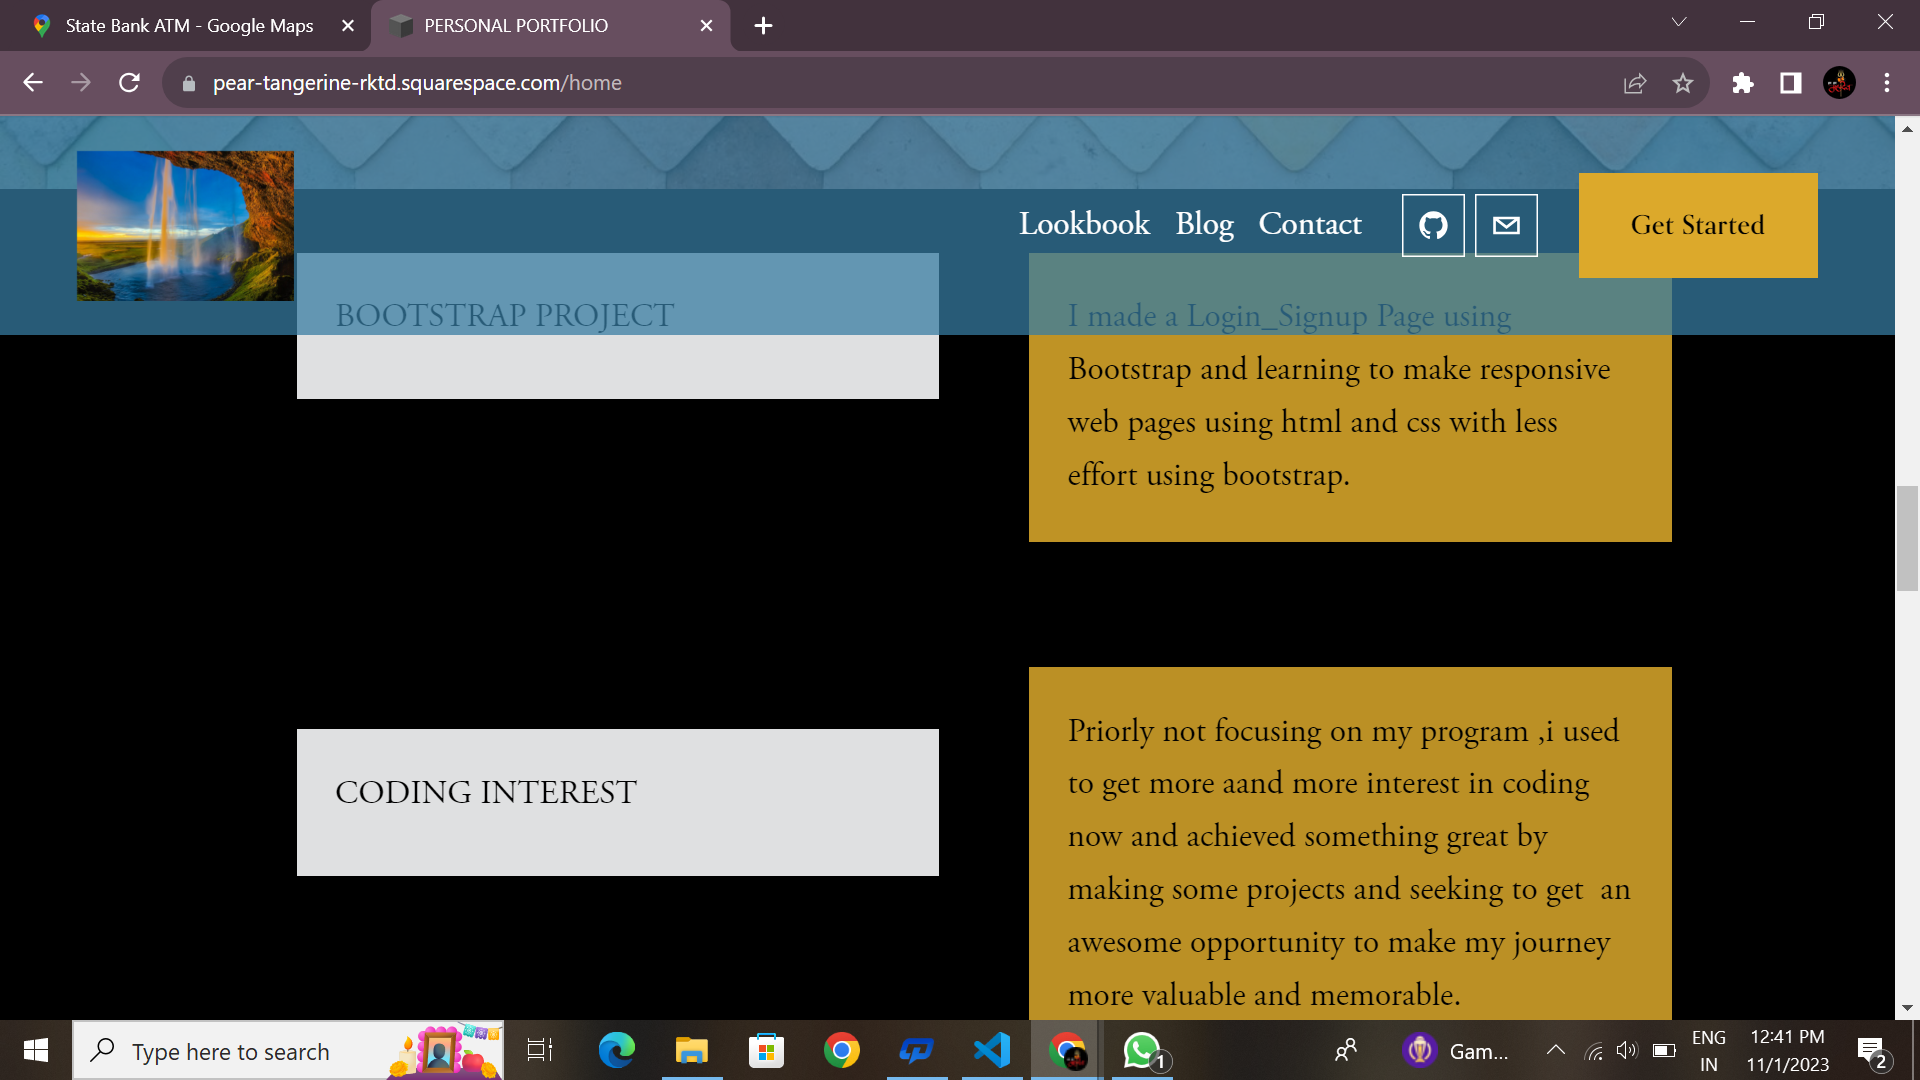 State Bank ATM - Google Maps
PERSONAL PORTFOLIO
pear-tangerine-rktd.squarespace.com/home
Lookbook Blog Contact
Get Started
BOOTSTRAP PROJECT
I made a Login_Signup Page using
Bootstrap and learning to make responsive
web pages using html and css with less
effort using bootstrap.
CODING INTEREST
Priorly not focusing on my program ,i used
to get more aand more interest in coding
now and achieved something great by
making some projects and seeking to get  an
awesome opportunity to make my journey
more valuable and memorable.
Type here to search
1
Gam...
ENG
IN
12:41 PM
11/1/2023
2